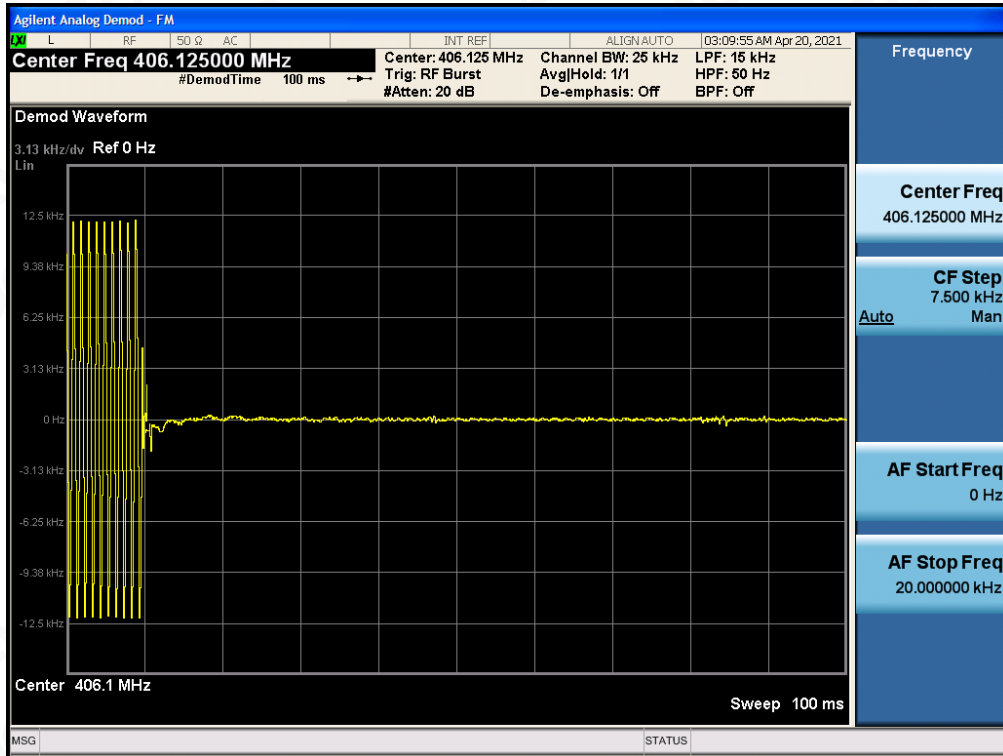 Agilent Analog Demod - FM
LXI L RF 50 Ω AC INT REF ALIGN AUTO 03:09:55 AM Apr 20, 2021
Center Freq 406.125000 MHz
#DemodTime 100 ms
Center: 406.125 MHz
Trig: RF Burst
#Atten: 20 dB
Channel BW: 25 kHz
Avg|Hold: 1/1
De-emphasis: Off
LPF: 15 kHz
HPF: 50 Hz
BPF: Off
Demod Waveform
3.13 kHz/dv Ref 0 Hz
Lin
12.5 kHz
9.38 kHz
6.25 kHz
3.13 kHz
0 Hz
-3.13 kHz
-6.25 kHz
-9.38 kHz
-12.5 kHz
Center 406.1 MHz
Sweep 100 ms
MSG
STATUS
Frequency
Center Freq
406.125000 MHz
CF Step
7.500 kHz
Auto Man
AF Start Freq
0 Hz
AF Stop Freq
20.000000 kHz